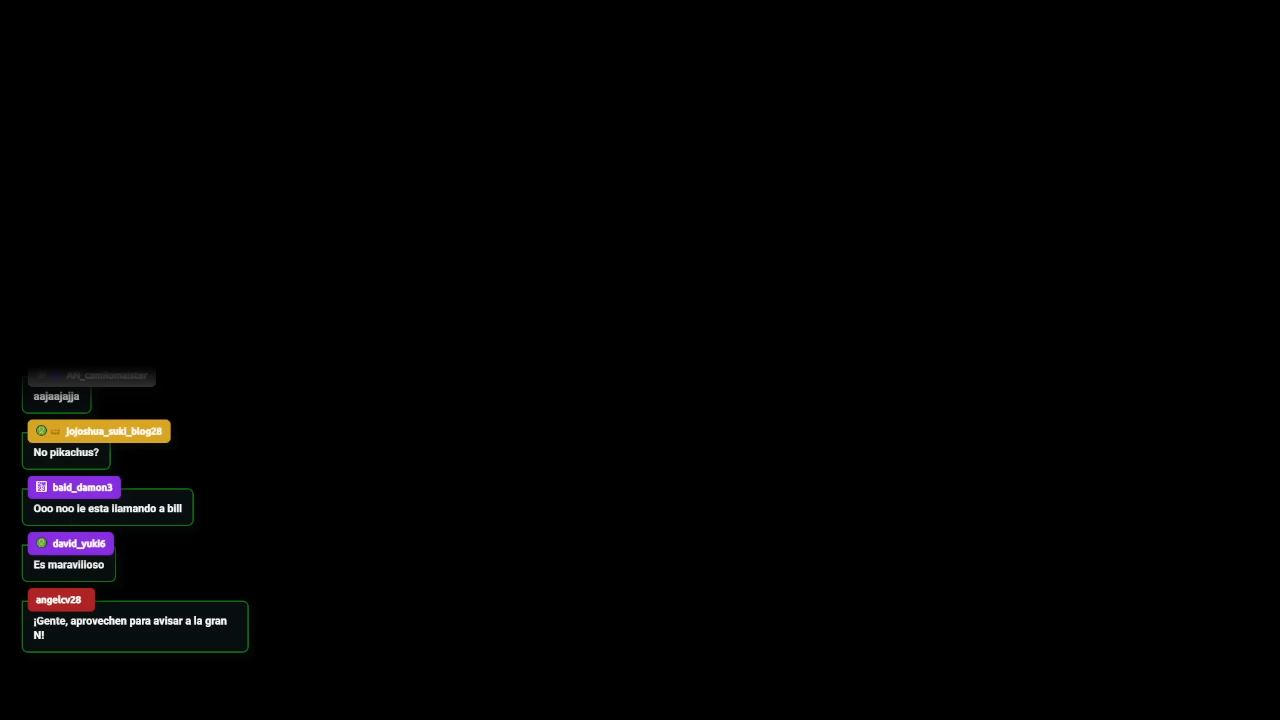 aajaajajja
jojoshua_suki_blog28
No pikachus?
bald_damon3
Ooo noo le esta llamando a bill
david_yuki6
Es maravilloso
angelcv28
¡Gente, aprovechen para avisar a la gran
N!